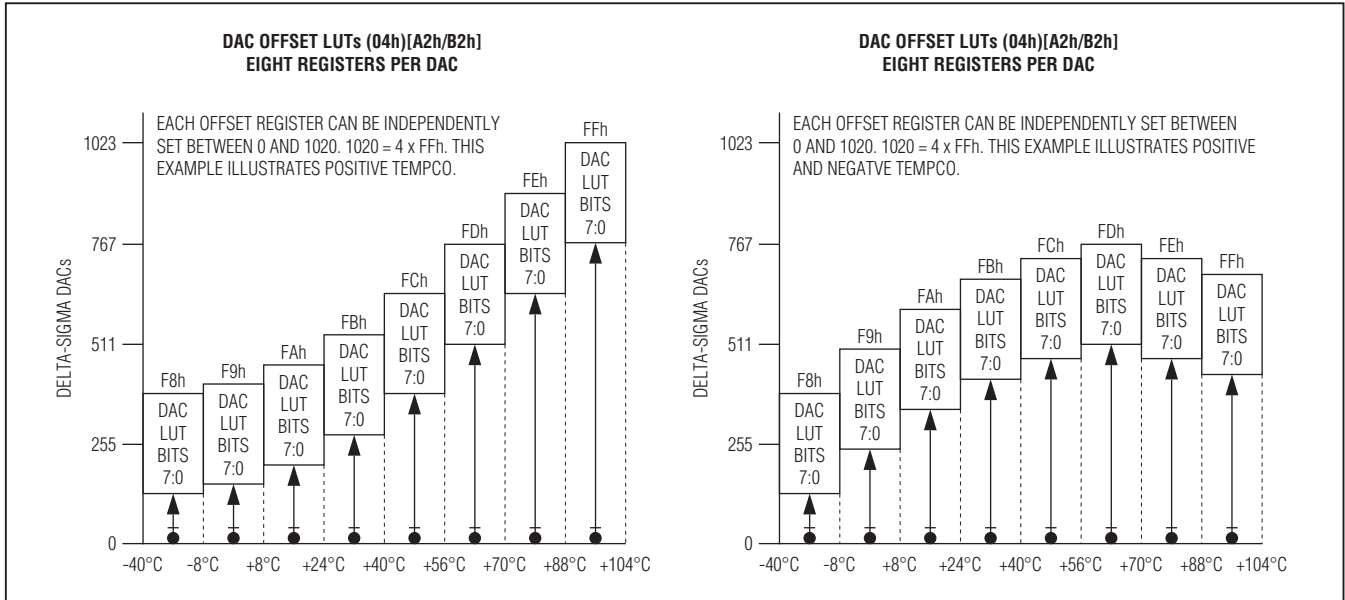 DAC OFFSET LUTs (04h)[A2h/B2h]
EIGHT REGISTERS PER DAC
EACH OFFSET REGISTER CAN BE INDEPENDENTLY
SET BETWEEN 0 AND 1020. 1020 = 4 x FFh. THIS
EXAMPLE ILLUSTRATES POSITIVE TEMPCO.
DELTA-SIGMA DACs
1023
767
511
255
0
F8h
DAC
LUT
BITS
7:0
F9h
DAC
LUT
BITS
7:0
FAh
DAC
LUT
BITS
7:0
FBh
DAC
LUT
BITS
7:0
FCh
DAC
LUT
BITS
7:0
FDh
DAC
LUT
BITS
7:0
FEh
DAC
LUT
BITS
7:0
FFh
DAC
LUT
BITS
7:0
-40°C -8°C +8°C +24°C +40°C +56°C +70°C +88°C +104°C
DAC OFFSET LUTs (04h)[A2h/B2h]
EIGHT REGISTERS PER DAC
EACH OFFSET REGISTER CAN BE INDEPENDENTLY SET BETWEEN
0 AND 1020. 1020 = 4 x FFh. THIS EXAMPLE ILLUSTRATES POSITIVE
AND NEGATVE TEMPCO.
DELTA-SIGMA DACs
1023
767
511
255
0
F8h
DAC
LUT
BITS
7:0
F9h
DAC
LUT
BITS
7:0
FAh
DAC
LUT
BITS
7:0
FBh
DAC
LUT
BITS
7:0
FCh
DAC
LUT
BITS
7:0
FDh
DAC
LUT
BITS
7:0
FEh
DAC
LUT
BITS
7:0
FFh
DAC
LUT
BITS
7:0
-40°C -8°C +8°C +24°C +40°C +56°C +70°C +88°C +104°C